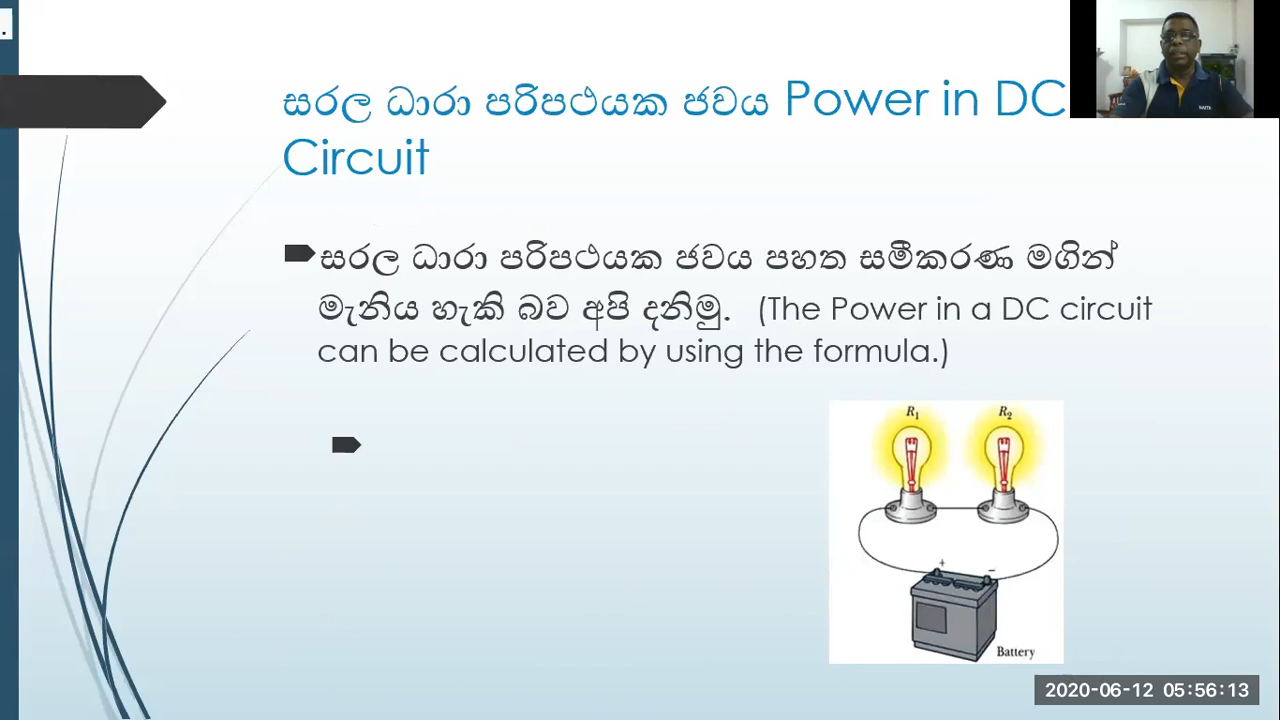 සරල ධාරා පරිපථයක ජවය Power in DC
Circuit
සරල ධාරා පරිපථයක ජවය පහත සමීකරණ මගින්
මැනිය හැකි බව අපි දනිමු. (The Power in a DC circuit
can be calculated by using the formula.)
R1 R2
+ −
Battery
2020-06-12 05:56:13